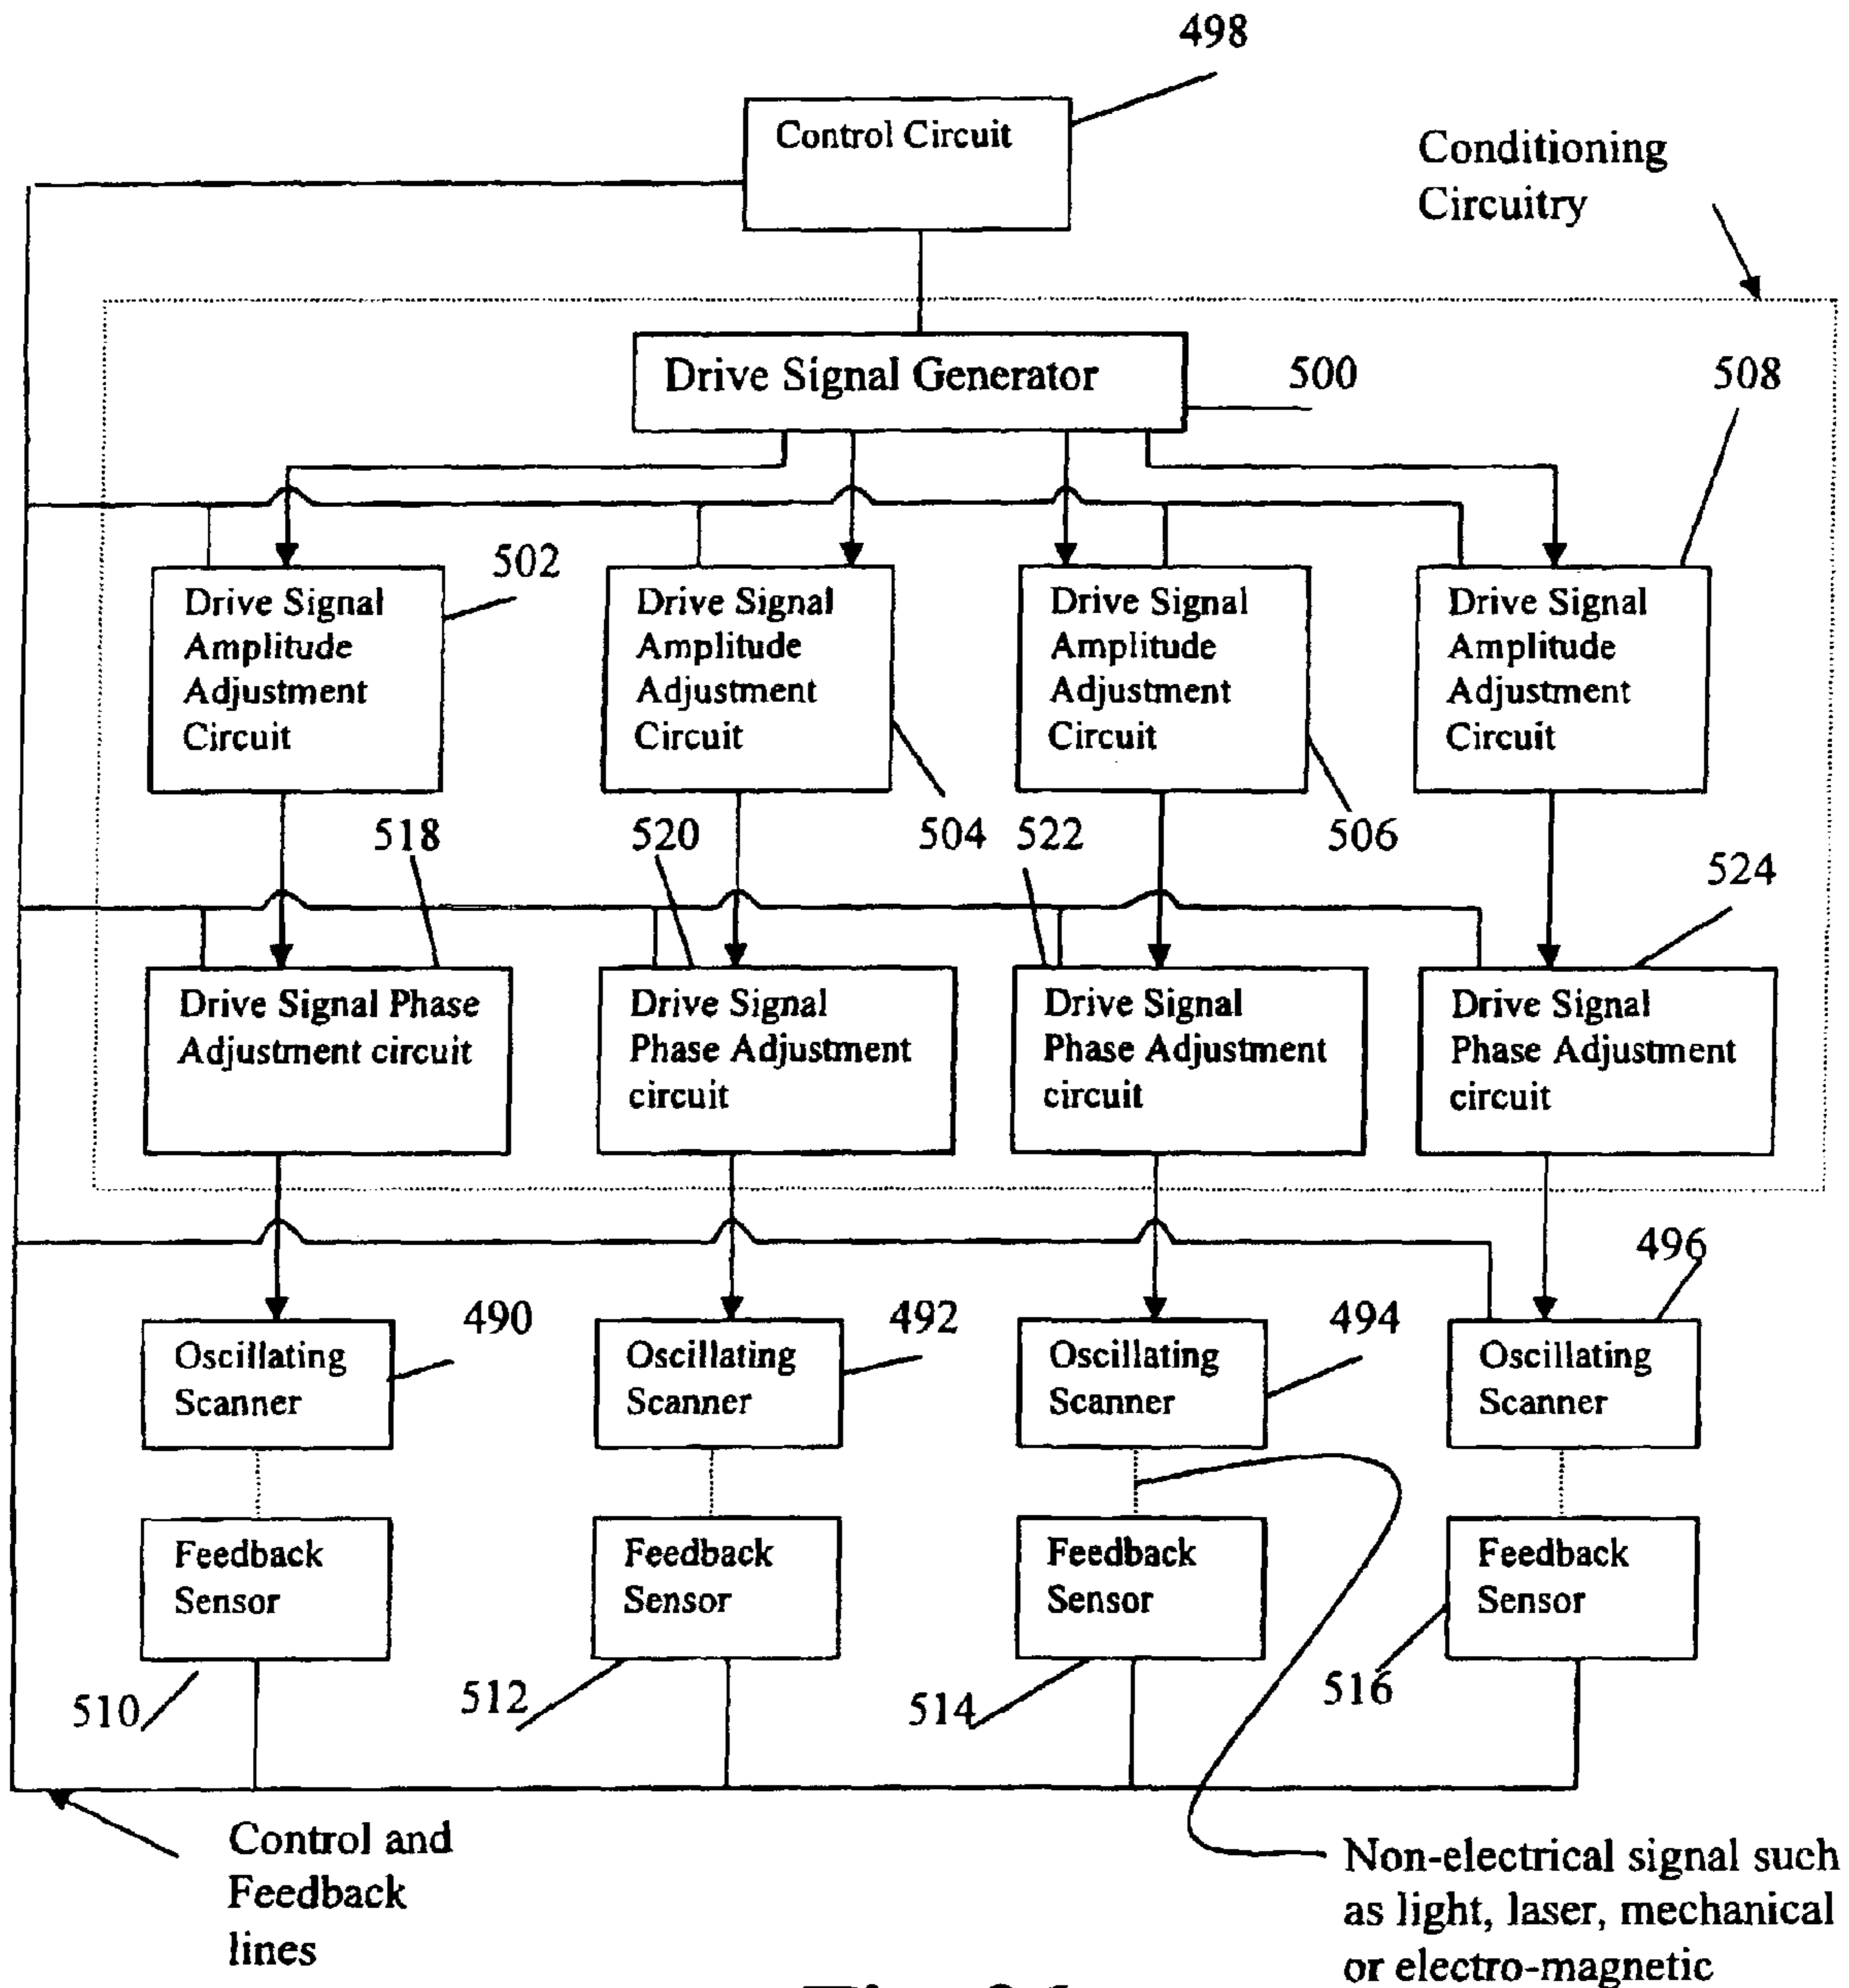 498
Control Circuit
Conditioning
Circuitry
Drive Signal Generator
500
508
502
Drive Signal
Amplitude
Adjustment
Circuit
Drive Signal
Amplitude
Adjustment
Circuit
Drive Signal
Amplitude
Adjustment
Circuit
Drive Signal
Amplitude
Adjustment
Circuit
518
520
504
522
506
524
Drive Signal Phase
Adjustment circuit
Drive Signal
Phase Adjustment
circuit
Drive Signal
Phase Adjustment
circuit
Drive Signal
Phase Adjustment
circuit
496
490
492
494
Oscillating
Scanner
Oscillating
Scanner
Oscillating
Scanner
Oscillating
Scanner
Feedback
Sensor
Feedback
Sensor
Feedback
Sensor
Feedback
Sensor
510
512
514
516
Control and
Feedback
lines
Non-electrical signal such
as light, laser, mechanical
or electro-magnetic